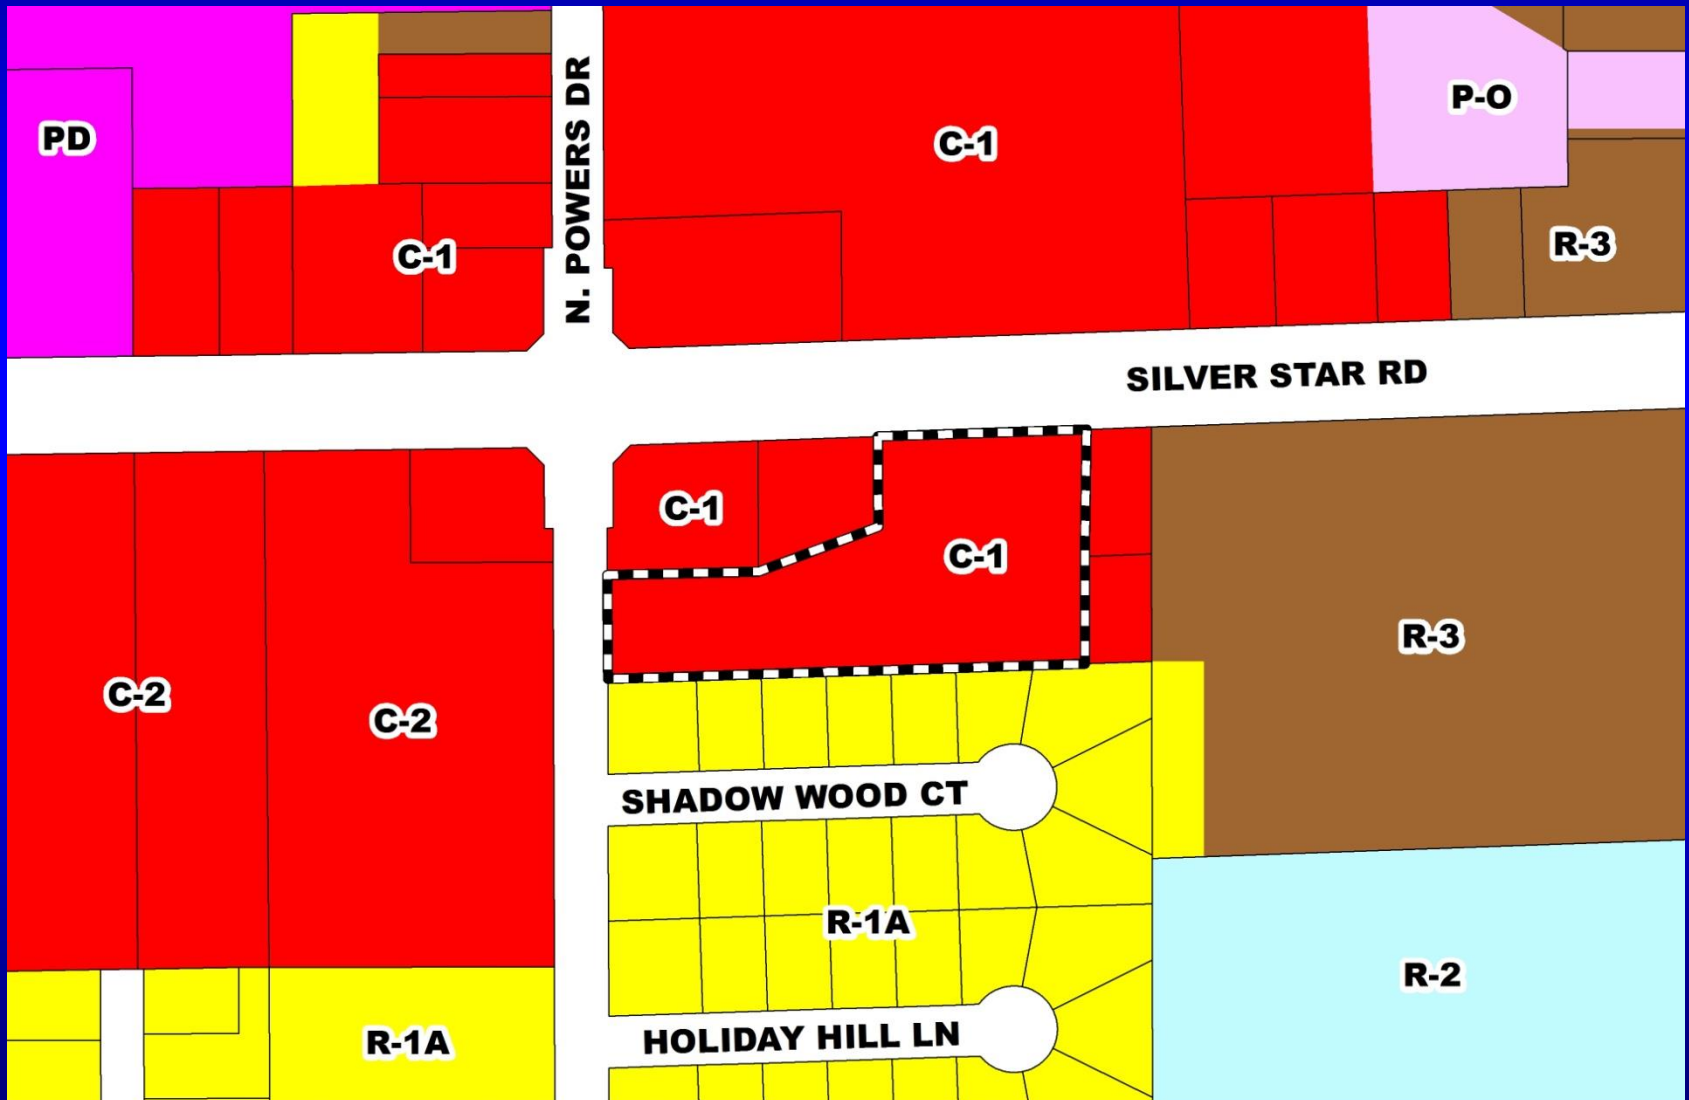 PD
C-1
N. POWERS DR
C-1
P-O
R-3
SILVER STAR RD
C-1
C-1
C-2
C-2
R-3
SHADOW WOOD CT
R-1A
R-2
HOLIDAY HILL LN
R-1A